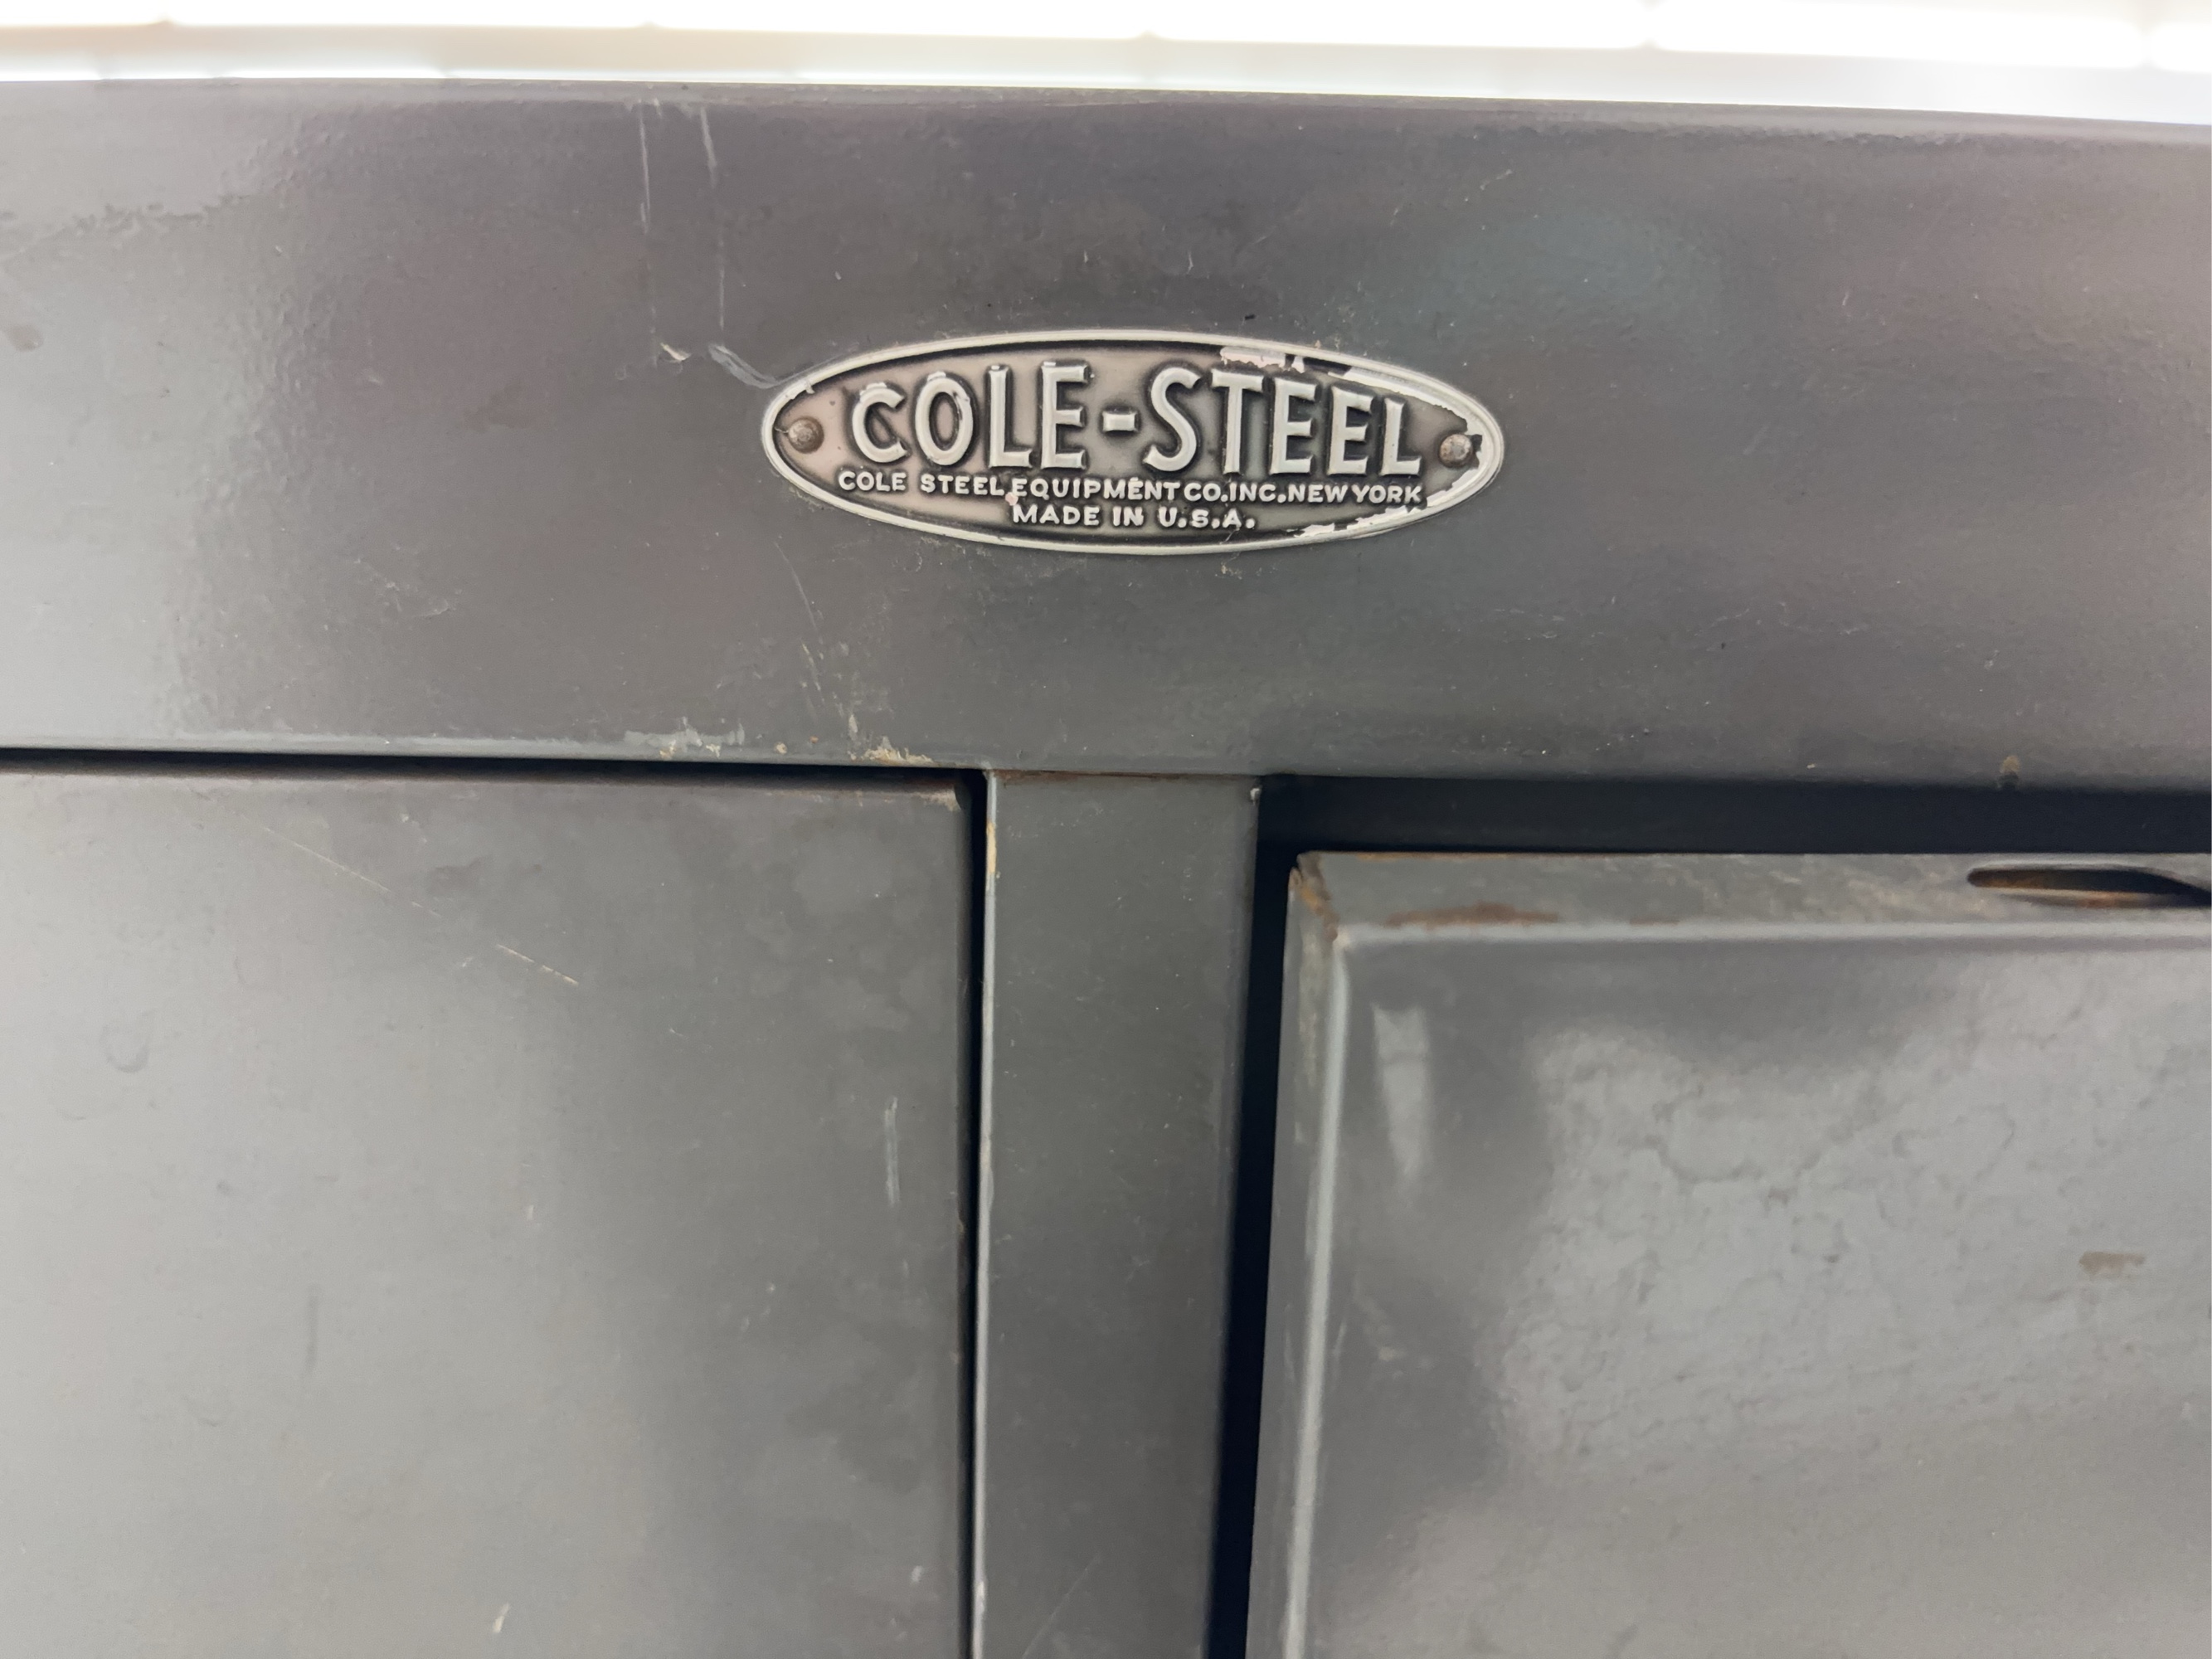 COLE-STEEL
COLE STEEL EQUIPMENT CO.INC.NEW YORK
MADE IN U.S.A.